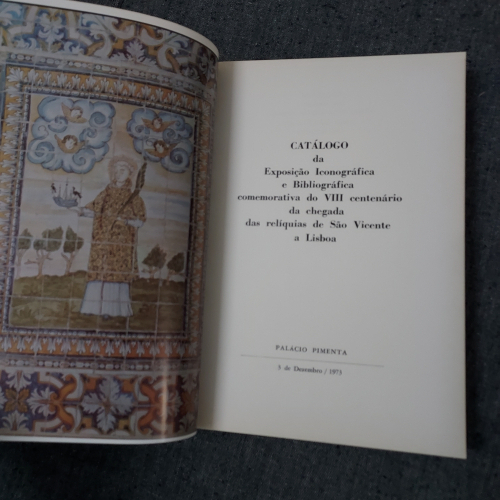 CATÁLOGO
da
Exposição Iconográfica
e Bibliográfica
comemorativa do VIII centenário
da chegada
das relíquias de São Vicente
a Lisboa
PALÁCIO PIMENTA
5 de Dezembro / 1973